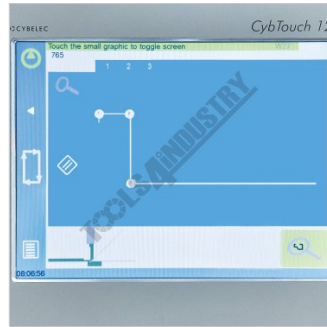 CYBELEC
CybTouch 12
Touch the small graphic to toggle screen
765
1 2 3
TOOLS4INDUSTRY
08:06:56